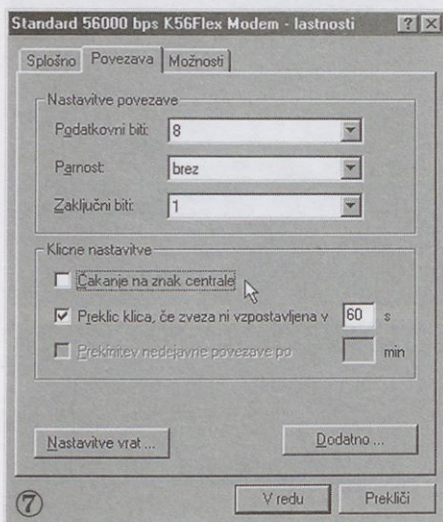 Standard 56000 bps K56Flex Modem - lastnosti
Splošno Povezava Možnosti
Nastavitve povezave
Podatkovni biti: 8
Parnost: brez
Zaključni biti: 1
Klicne nastavitve
Čakanje na znak centrale
Preklic klica, če zveza ni vzpostavljena v 60 s
Prekinitev nedejavne povezave po min
Nastavitve vrat ... Dodatno ...
7 V redu Prekliči